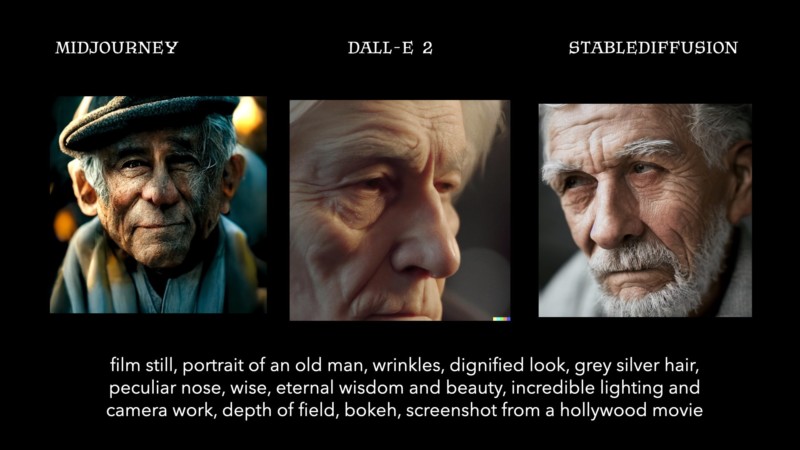 MIDJOURNEY
DALL-E 2
STABLEDIFFUSION
film still, portrait of an old man, wrinkles, dignified look, grey silver hair,
peculiar nose, wise, eternal wisdom and beauty, incredible lighting and
camera work, depth of field, bokeh, screenshot from a hollywood movie